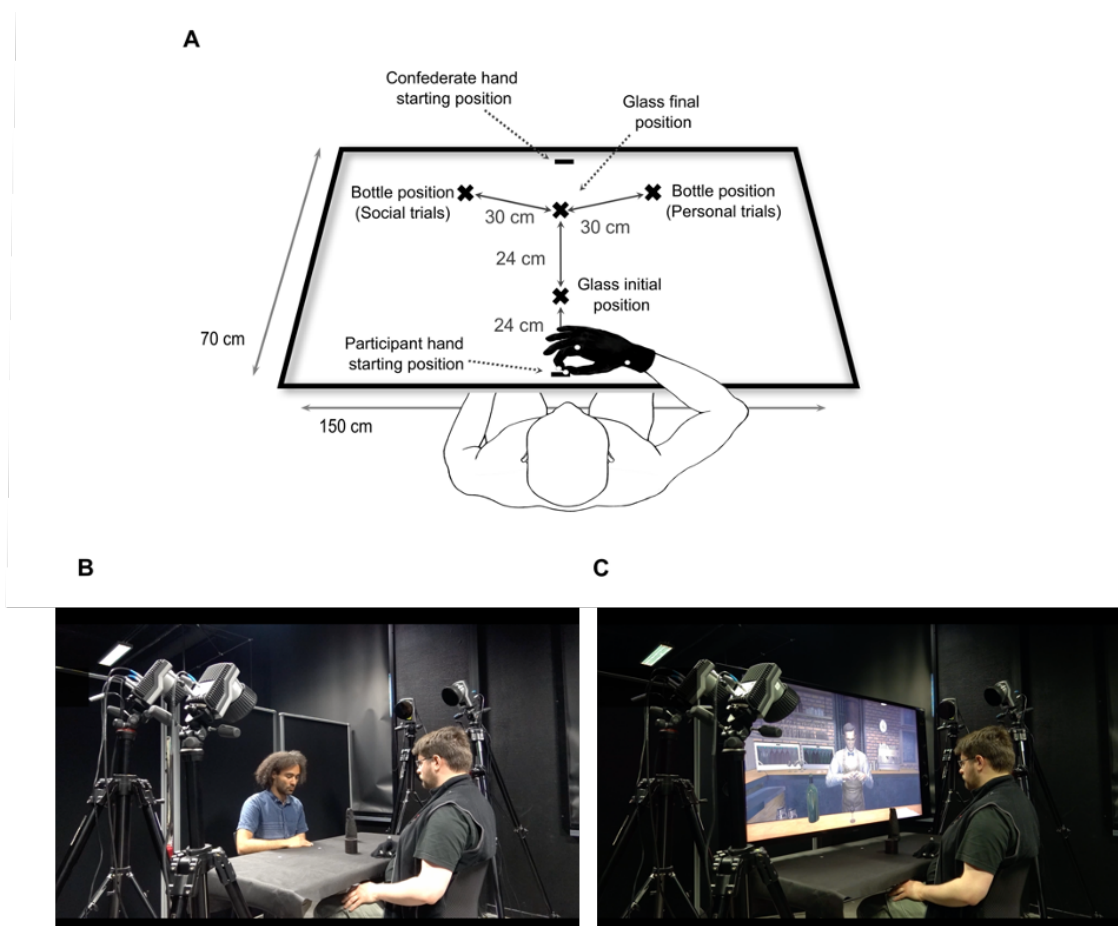 A
Confederate hand
starting position
Glass final
position
Bottle position
(Social trials)
Bottle position
(Personal trials)
30 cm
30 cm
24 cm
Glass initial
position
24 cm
Participant hand
starting position
70 cm
150 cm
B
C